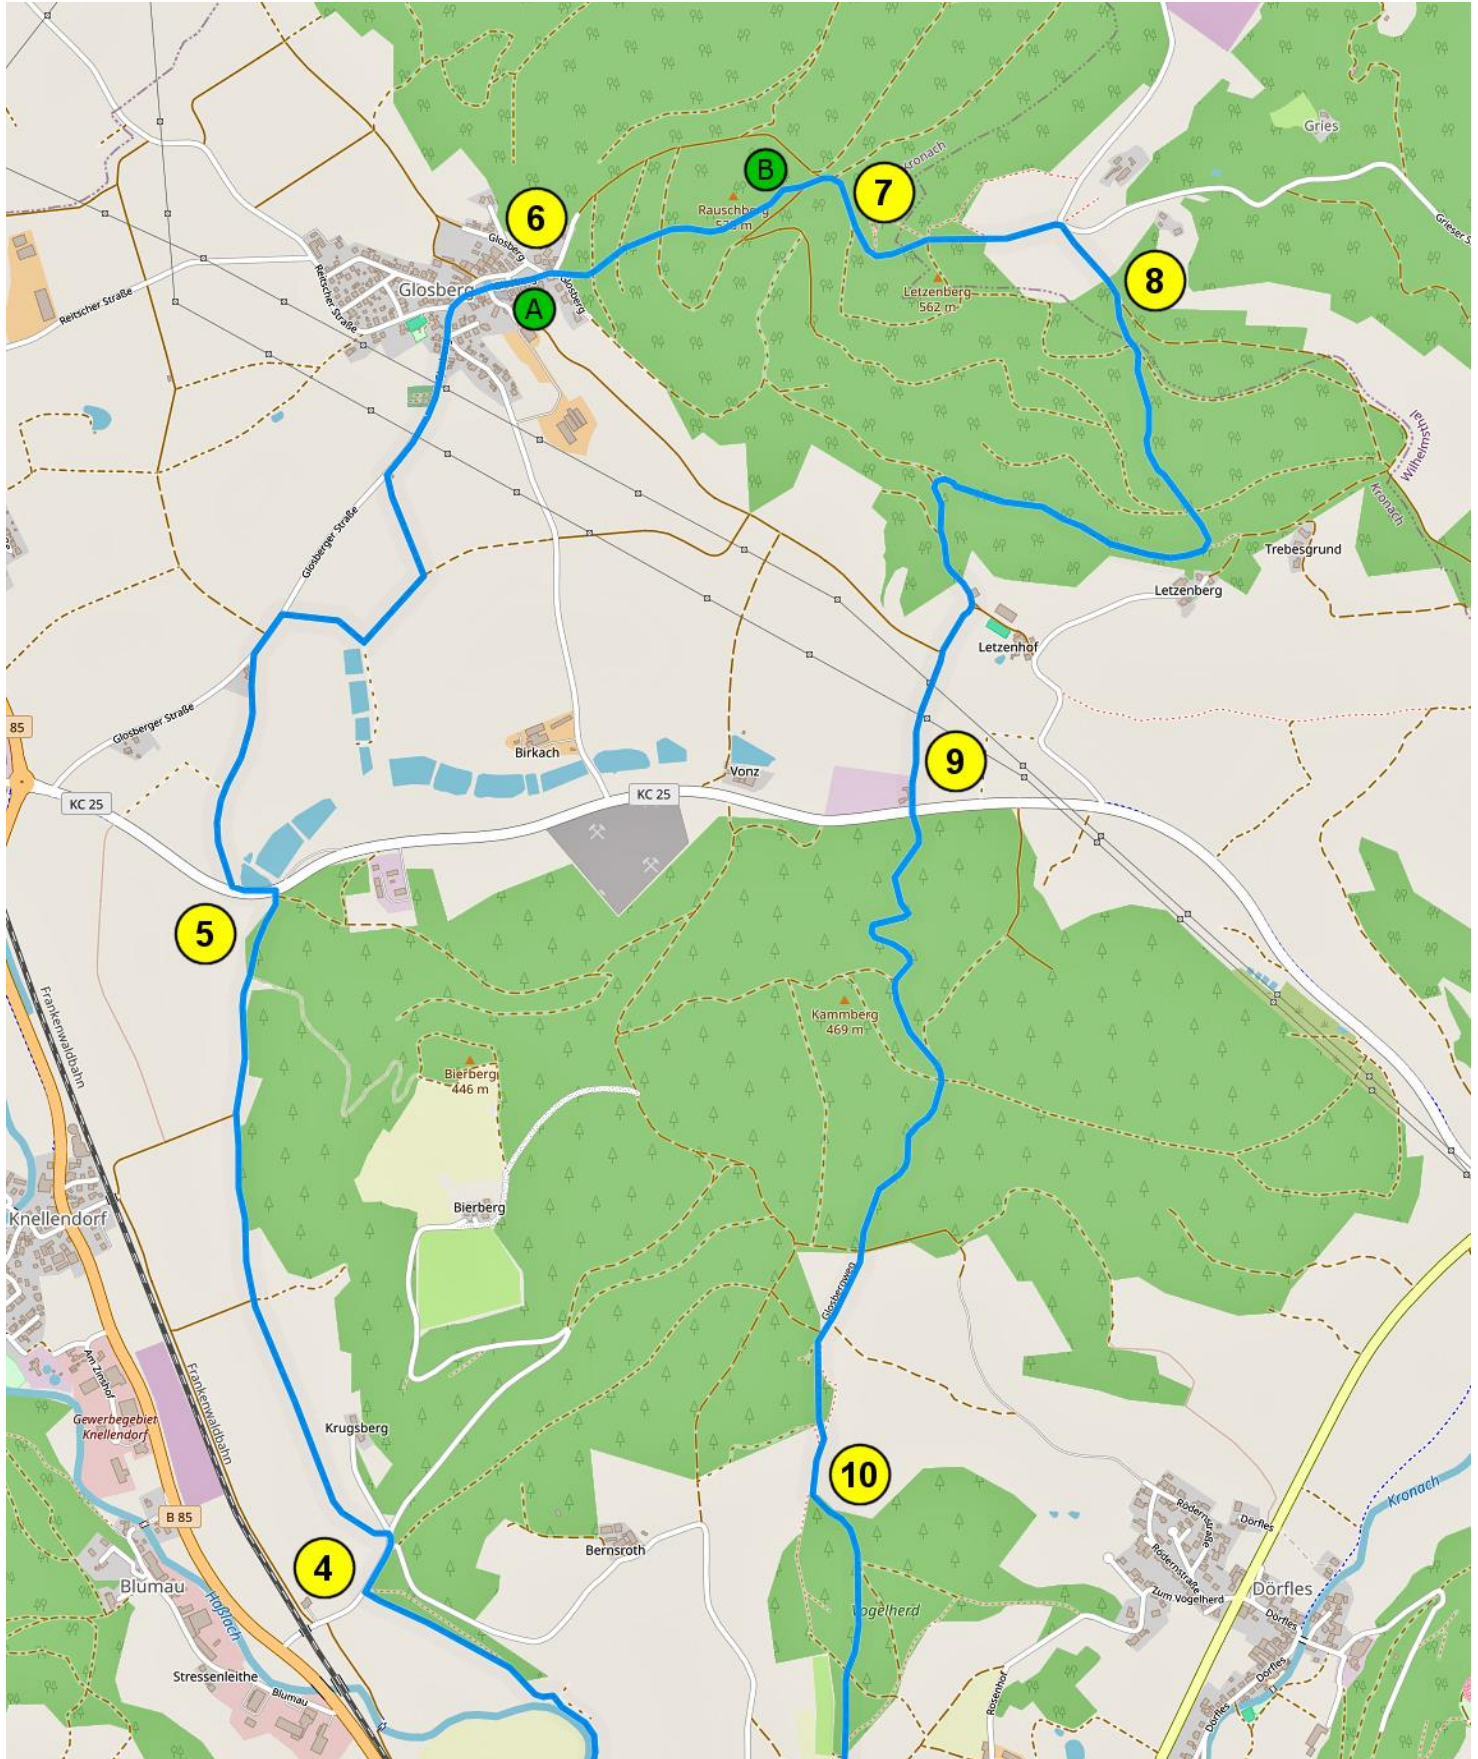 Gries
Kronach
B
7
Rauschberg
6
Grieser S
Glosberg
8
Reitscher Straße
Glosberg
Glosberg
Letzenberg
562 m
Reitscher Straße
A
Wilhelmsthal
Kronach
Glosberger Straße
Trebesgrund
Letzenberg
Letzenhof
85
Glosberger Straße
Birkach
9
Vonz
KC 25
KC 25
5
Frankenwaldbahn
Kammberg
469 m
Bierberg
446 m
Bierberg
Knellendorf
Glosbernweg
Am Zinshof
Frankenwaldbahn
Gewerbegebiet
Knellendorf
Krugsberg
10
Kronach
B 85
Rödernstraße
Dörfles
Bernsroth
Rödernstraße
4
Blumau
Dörfles
Zum Vogelherd
Haßlach
Vogelherd
Dörfles
Stressenleithe
Dörfles
Blumau
Rosenhof
Dörfles